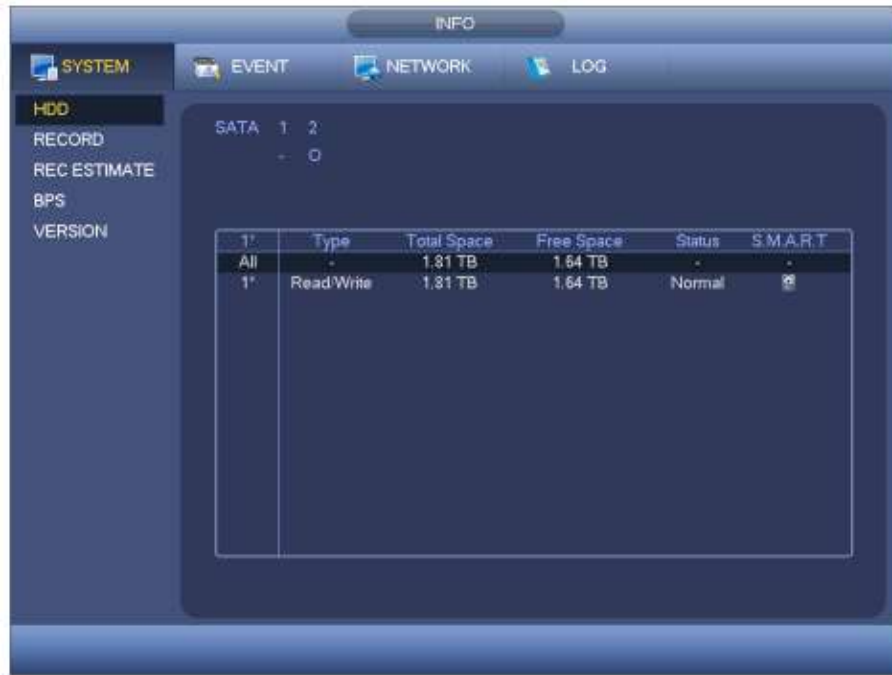 INFO
SYSTEM EVENT NETWORK LOG
HDD
RECORD
REC ESTIMATE
BPS
VERSION
SATA 1 2
- O
1* Type Total Space Free Space Status S.M.A.R.T
All - 1.81 TB 1.64 TB - -
1* Read/Write 1.81 TB 1.64 TB Normal